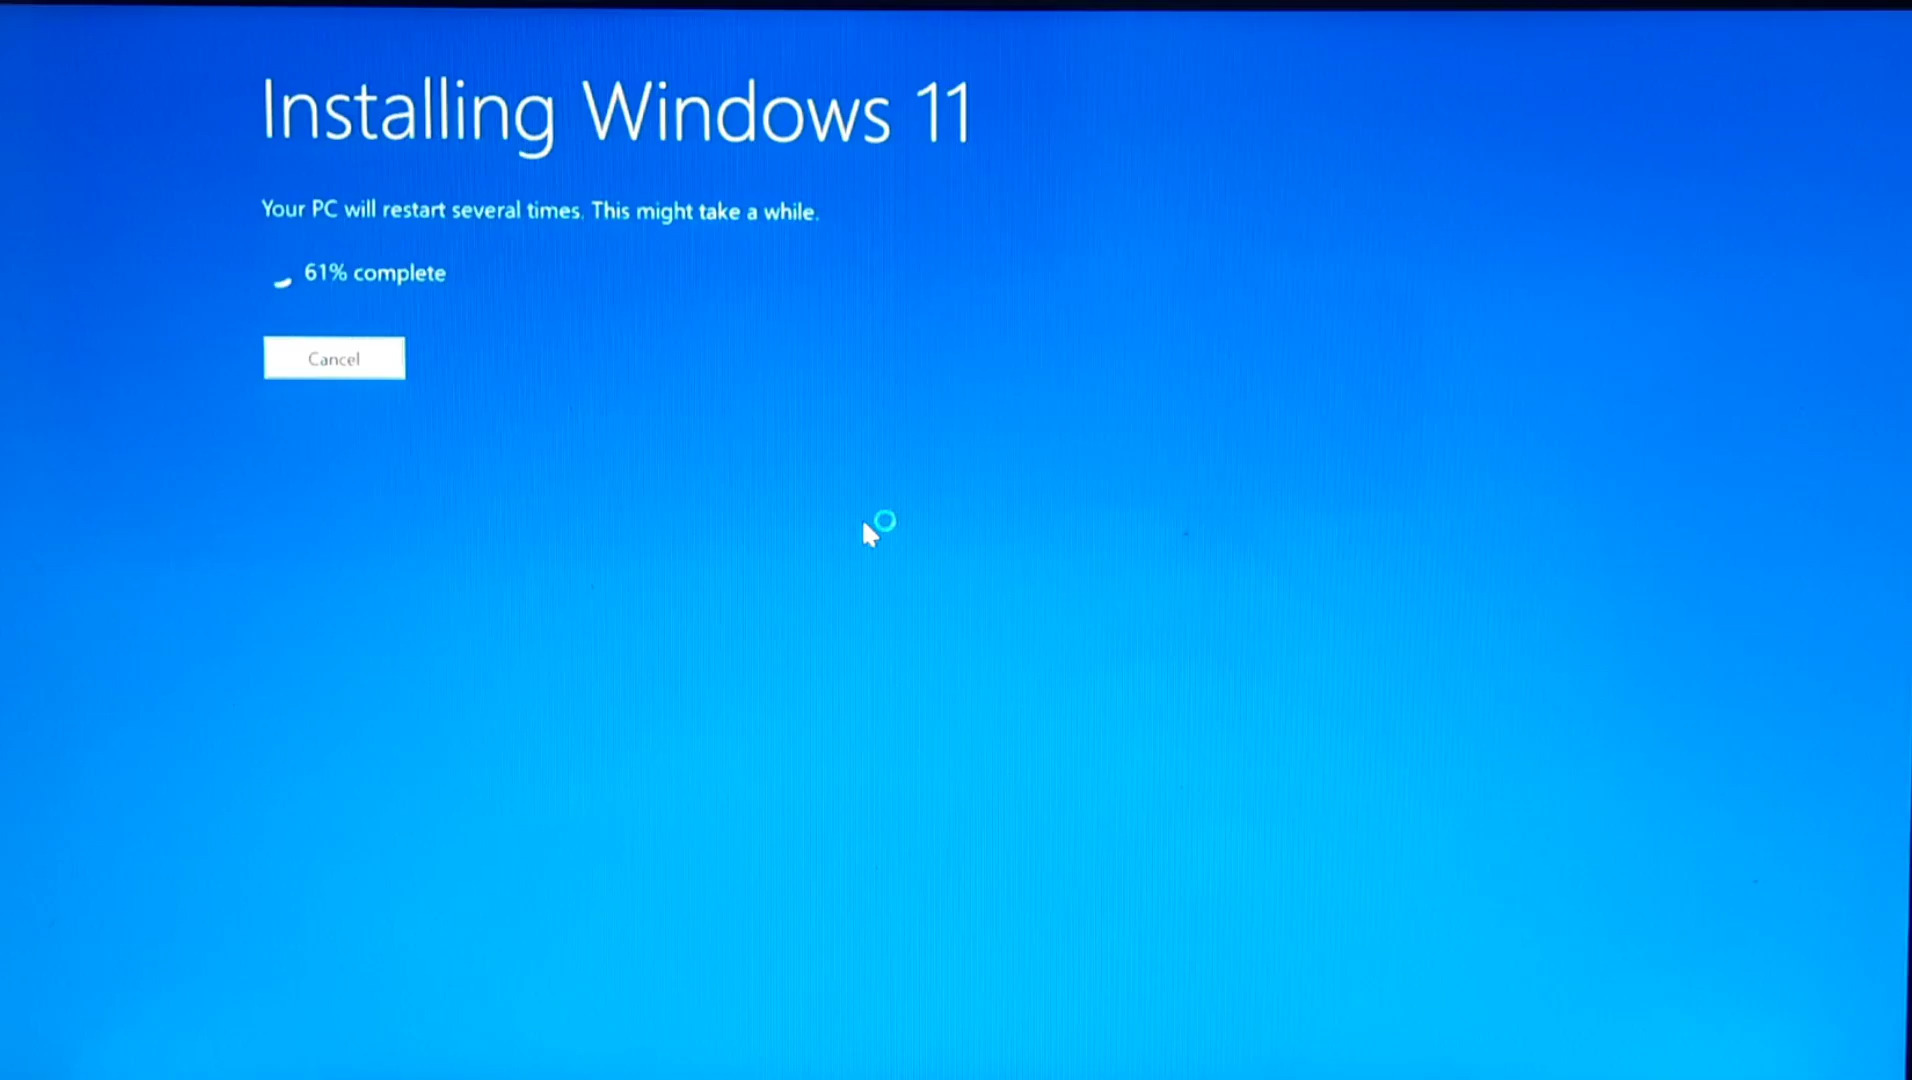 Installing Windows 11
Your PC will restart several times. This might take a while.
61% complete
Cancel